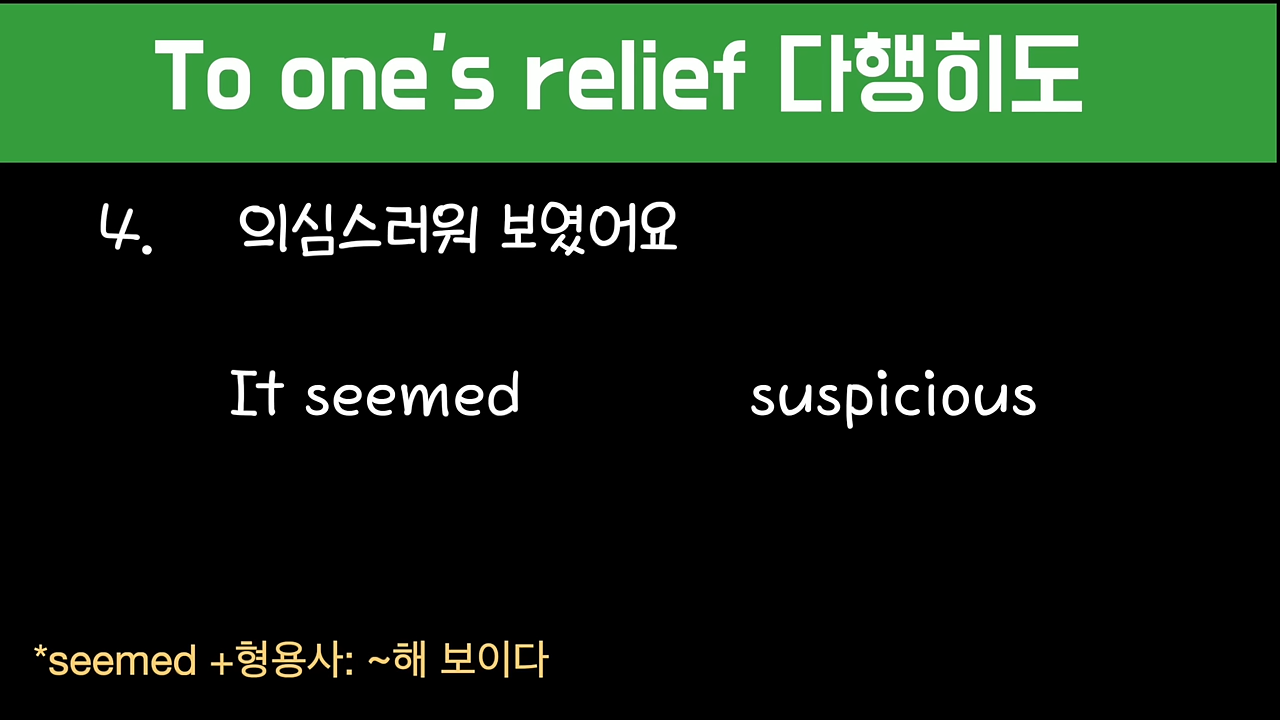 To one's relief 다행히도
4. 의심스러워 보였어요
It seemed suspicious
*seemed +형용사: ~해 보이다